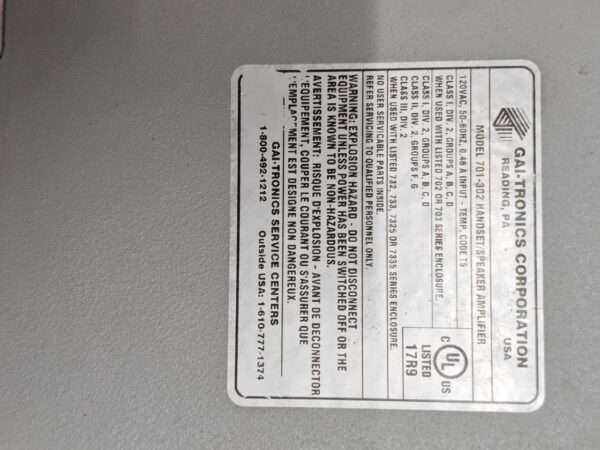 GAI-TRONICS CORPORATION
READING, PA USA
MODEL 701-302 HANDSET/SPEAKER AMPLIFIER
120VAC, 50-60HZ, 0.48 A INPUT - TEMP. CODE T5
CLASS I, DIV. 2, GROUPS A, B, C, D
WHEN USED WITH LISTED 702 OR 703 SERIES ENCLOSURE.
CLASS I, DIV. 2, GROUPS A, B, C, D
CLASS II, DIV. 2, GROUPS F, G
CLASS III, DIV. 2
WHEN USED WITH LISTED 732, 733, 7325 OR 7335 SERIES ENCLOSURE.
C UL US
LISTED
17R9
NO USER SERVICABLE PARTS INSIDE.
REFER SERVICING TO QUALIFIED PERSONNEL ONLY.
WARNING: EXPLOSION HAZARD - DO NOT DISCONNECT
EQUIPMENT UNLESS POWER HAS BEEN SWITCHED OFF OR THE
AREA IS KNOWN TO BE NON-HAZARDOUS.
AVERTISSEMENT: RISQUE D'EXPLOSION - AVANT DE DECONNECTOR
L'EQUIPEMENT, COUPER LE COURANT OU S'ASSURER QUE
L'EMPLACEMENT EST DESIGNE NON DANGEREUX.
GAI-TRONICS SERVICE CENTERS
1-800-492-1212 Outside USA: 1-610-777-1374